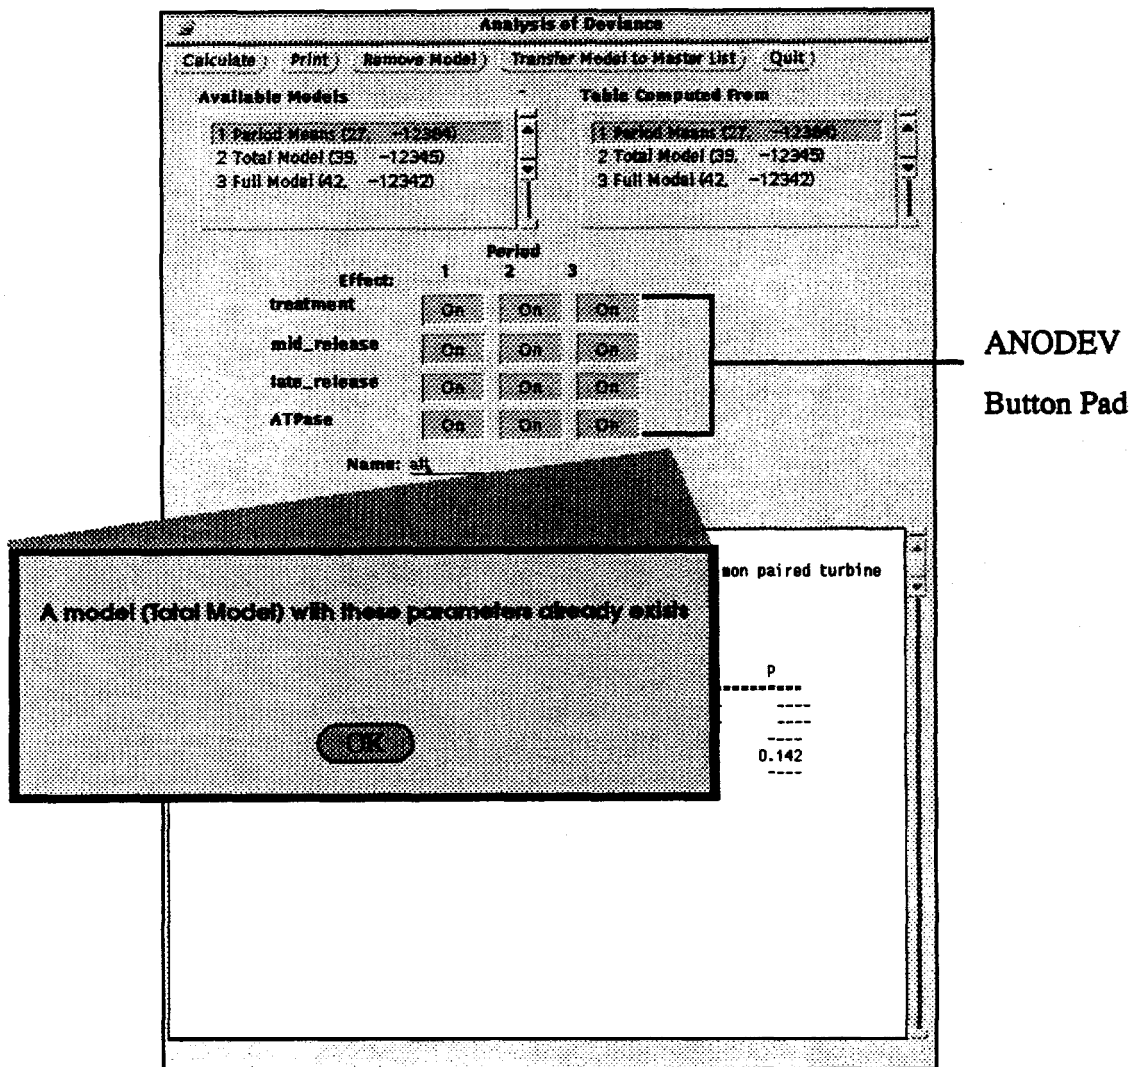 Analysis of Deviance
Calculate Print Remove Model Transfer Model to Master List Quit
Available Models Table Computed From
1 Period Means (27, -12384) 1 Period Means (27, -12384)
2 Total Model (39, -12345) 2 Total Model (39, -12345)
3 Full Model (42, -12342) 3 Full Model (42, -12342)
Period
Effect: 1 2 3
treatment On On On
mid_release On On On
late_release On On On
ATPase On On On
ANODEV
Button Pad
Name: all
mon paired turbine
A model (Total Model) with these parameters already exists
P
----------
----
----
----
0.142
----
OK